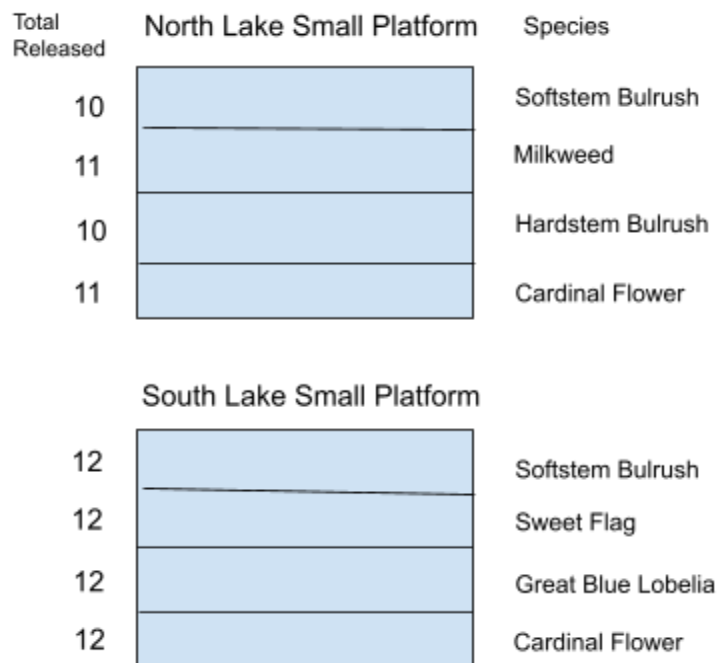 Total
Released
North Lake Small Platform
Species
10
Softstem Bulrush
11
Milkweed
10
Hardstem Bulrush
11
Cardinal Flower
South Lake Small Platform
12
Softstem Bulrush
12
Sweet Flag
12
Great Blue Lobelia
12
Cardinal Flower